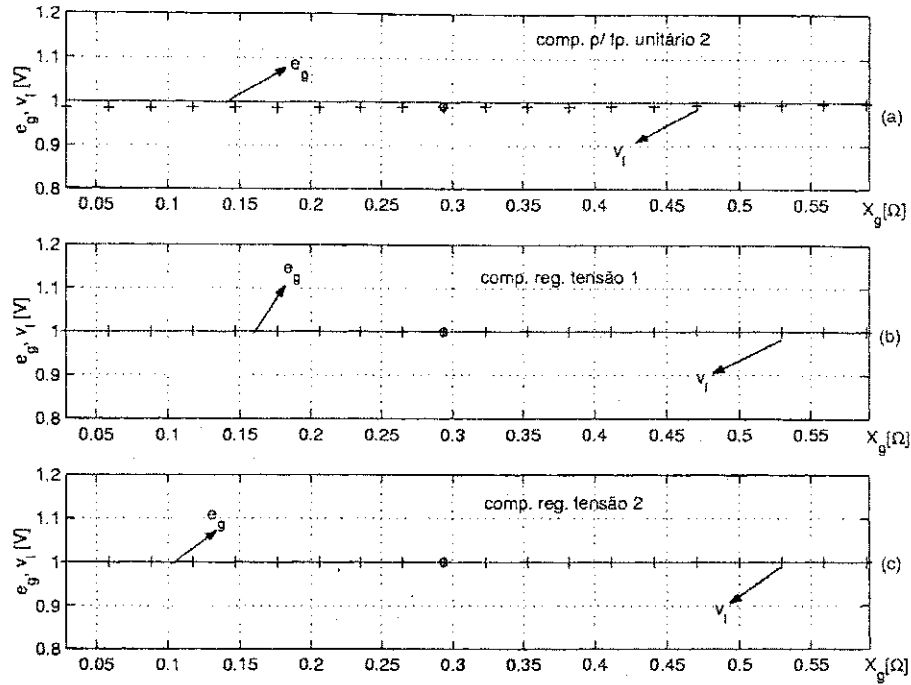 1.2
comp. p/ fp. unitário 2
1.1
e_g
e_g, v_l [V]
1
(a)
0.9
v_l
0.8
0.05 0.1 0.15 0.2 0.25 0.3 0.35 0.4 0.45 0.5 0.55 X_g[Ω]
1.2
e_g
comp. reg. tensão 1
1.1
e_g, v_l [V]
1
(b)
0.9
v_l
0.8
0.05 0.1 0.15 0.2 0.25 0.3 0.35 0.4 0.45 0.5 0.55 X_g[Ω]
1.2
comp. reg. tensão 2
1.1
e_g
e_g, v_l [V]
1
(c)
0.9
v_l
0.8
0.05 0.1 0.15 0.2 0.25 0.3 0.35 0.4 0.45 0.5 0.55 X_g[Ω]